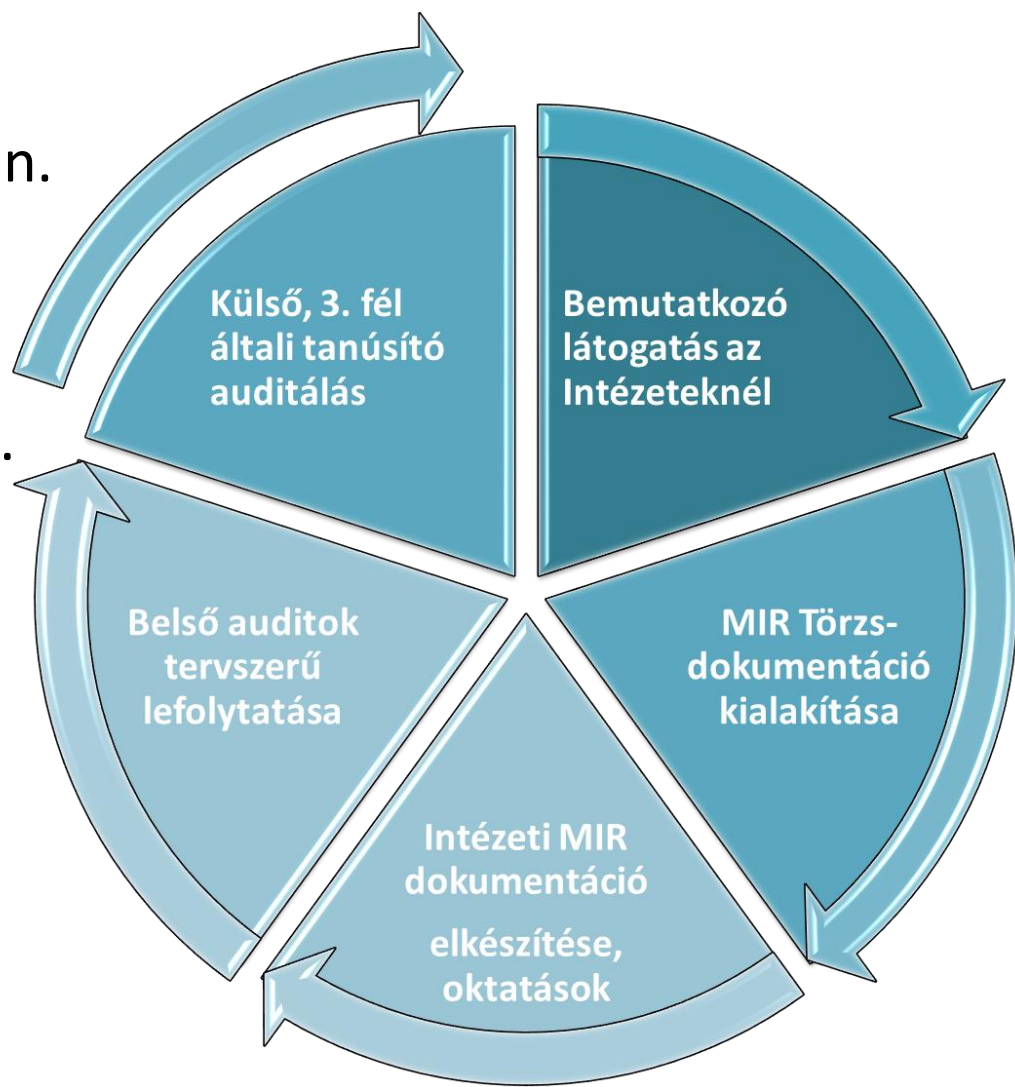 n.
.
Bemutatkozó
látogatás az
Intézeteknél
MIR Törzs-
dokumentáció
kialakítása
Intézeti MIR
dokumentáció
elkészítése,
oktatások
Belső auditok
tervszerű
lefolytatása
Külső, 3. fél
általi tanúsító
auditálás